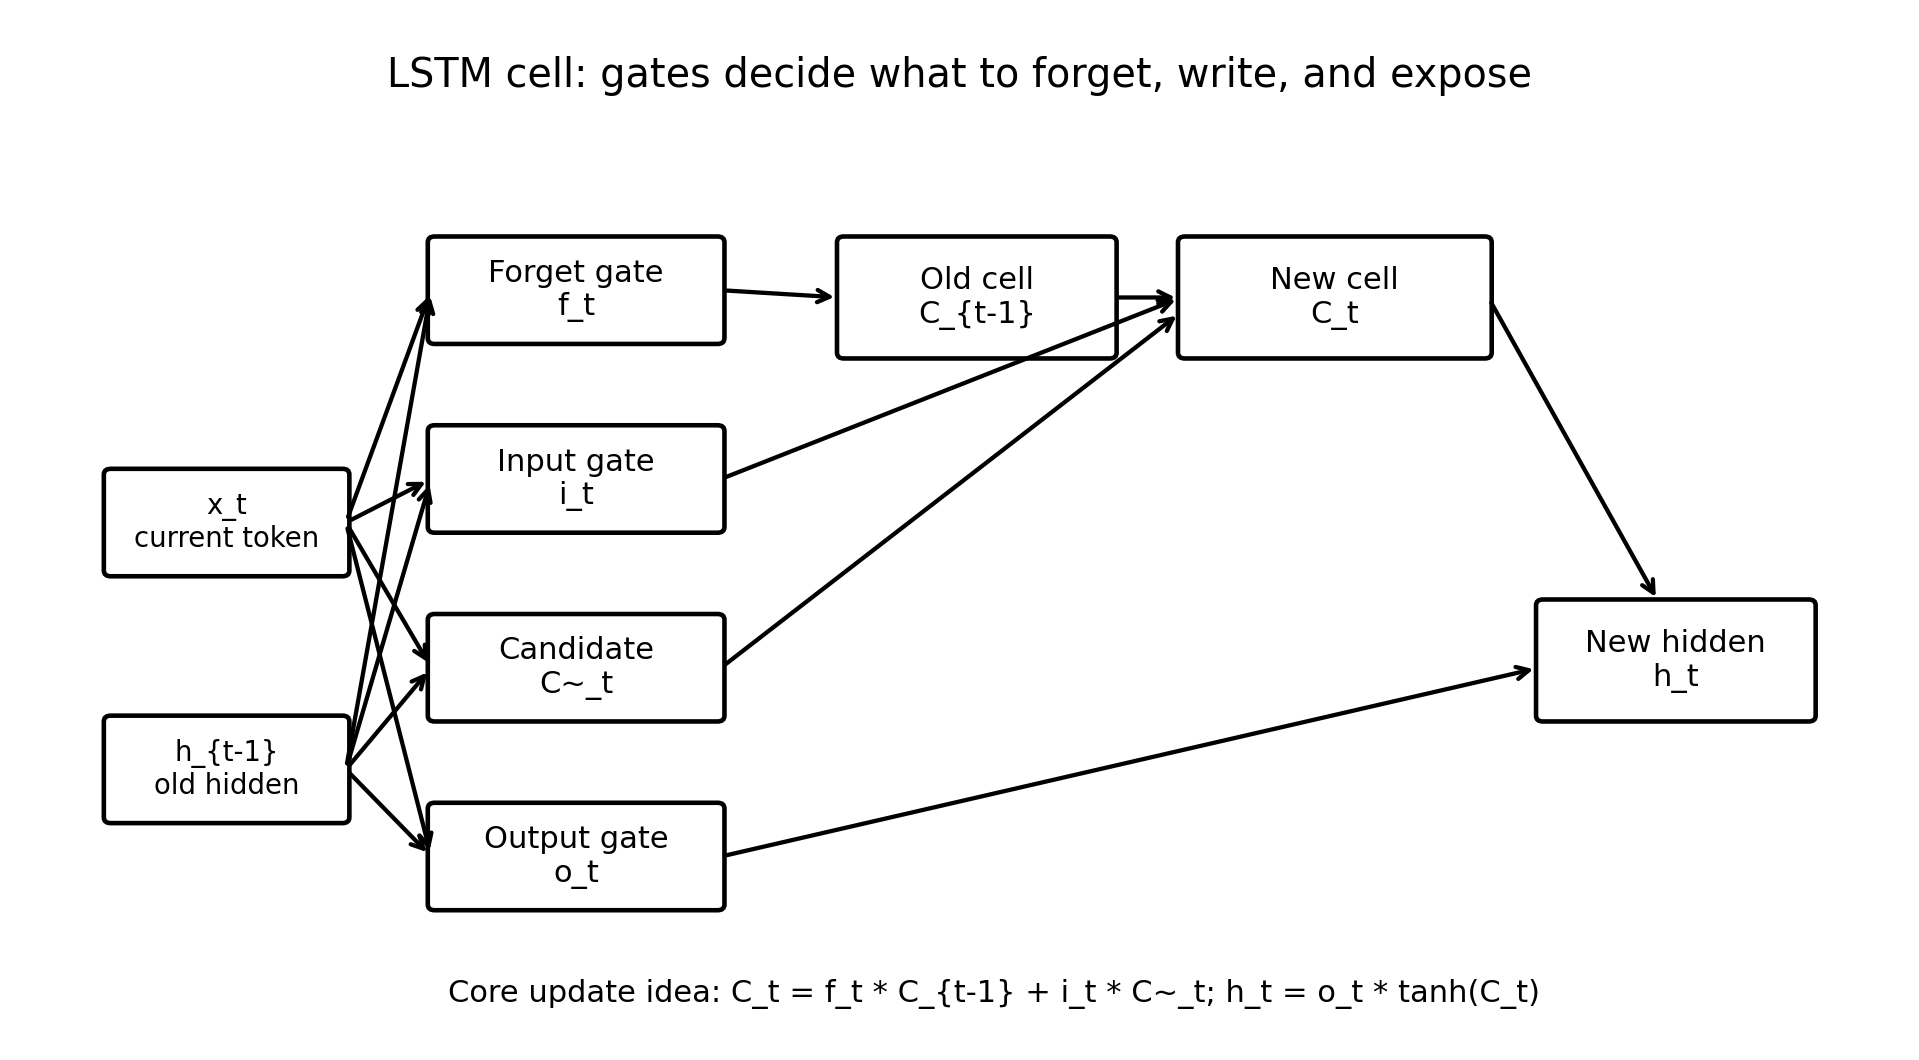 LSTM cell: gates decide what to forget, write, and expose
Forget gate
f_t
Old cell
C_{t-1}
New cell
C_t
Input gate
i_t
x_t
current token
Candidate
C~_t
New hidden
h_t
h_{t-1}
old hidden
Output gate
o_t
Core update idea: C_t = f_t * C_{t-1} + i_t * C~_t; h_t = o_t * tanh(C_t)